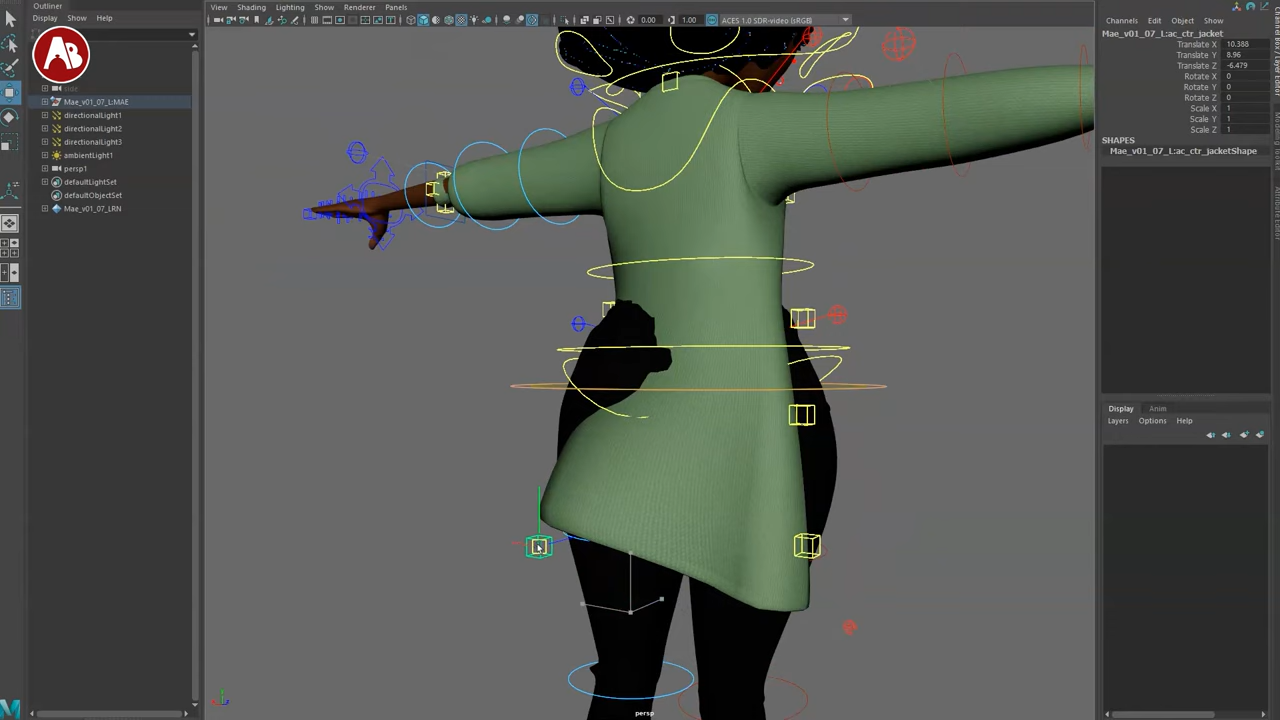 Outliner
Display Show Help
AB
side
Mae_v01_07_L:MAE
directionalLight1
directionalLight2
directionalLight3
ambientLight1
persp1
defaultLightSet
defaultObjectSet
Mae_v01_07_LRN
View Shading Lighting Show Renderer Panels
0.00 1.00 ACES 1.0 SDR-video (sRGB)
persp
Channels Edit Object Show
Mae_v01_07_L:ac_ctr_jacket
Translate X 10.388
Translate Y 8.96
Translate Z -6.479
Rotate X 0
Rotate Y 0
Rotate Z 0
Scale X 1
Scale Y 1
Scale Z 1
SHAPES
Mae_v01_07_L:ac_ctr_jacketShape
Display Anim
Layers Options Help